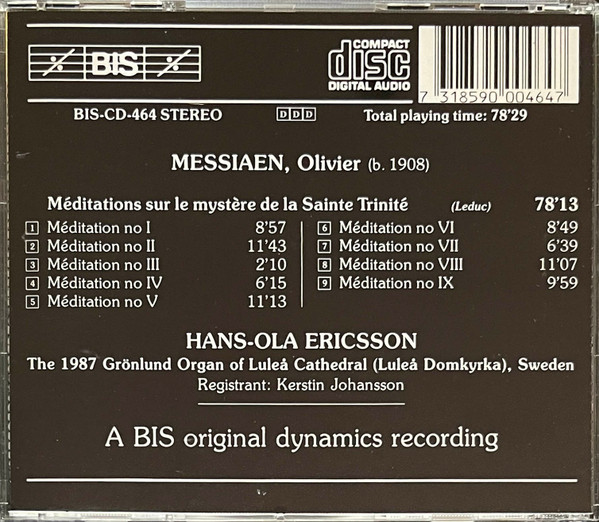 BIS
COMPACT
disc
DIGITAL AUDIO
7 318590 004647
BIS-CD-464 STEREO
DDD
Total playing time: 78'29
MESSIAEN, Olivier (b. 1908)
Méditations sur le mystère de la Sainte Trinité (Leduc) 78'13
1 Méditation no I 8'57
2 Méditation no II 11'43
3 Méditation no III 2'10
4 Méditation no IV 6'15
5 Méditation no V 11'13
6 Méditation no VI 8'49
7 Méditation no VII 6'39
8 Méditation no VIII 11'07
9 Méditation no IX 9'59
HANS-OLA ERICSSON
The 1987 Grönlund Organ of Luleå Cathedral (Luleå Domkyrka), Sweden
Registrant: Kerstin Johansson
A BIS original dynamics recording